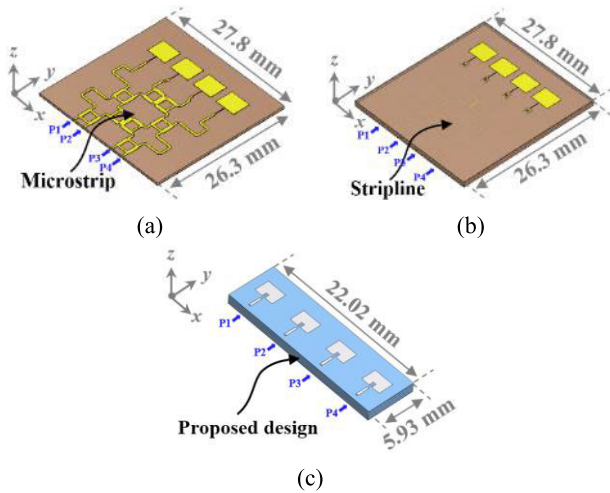 z
y
x
27.8 mm
26.3 mm
P1
P2
P3
P4
Microstrip
(a)
z
y
x
27.8 mm
26.3 mm
P1
P2
P3
P4
Stripline
(b)
z
y
x
22.02 mm
5.93 mm
P1
P2
P3
P4
Proposed design
(c)